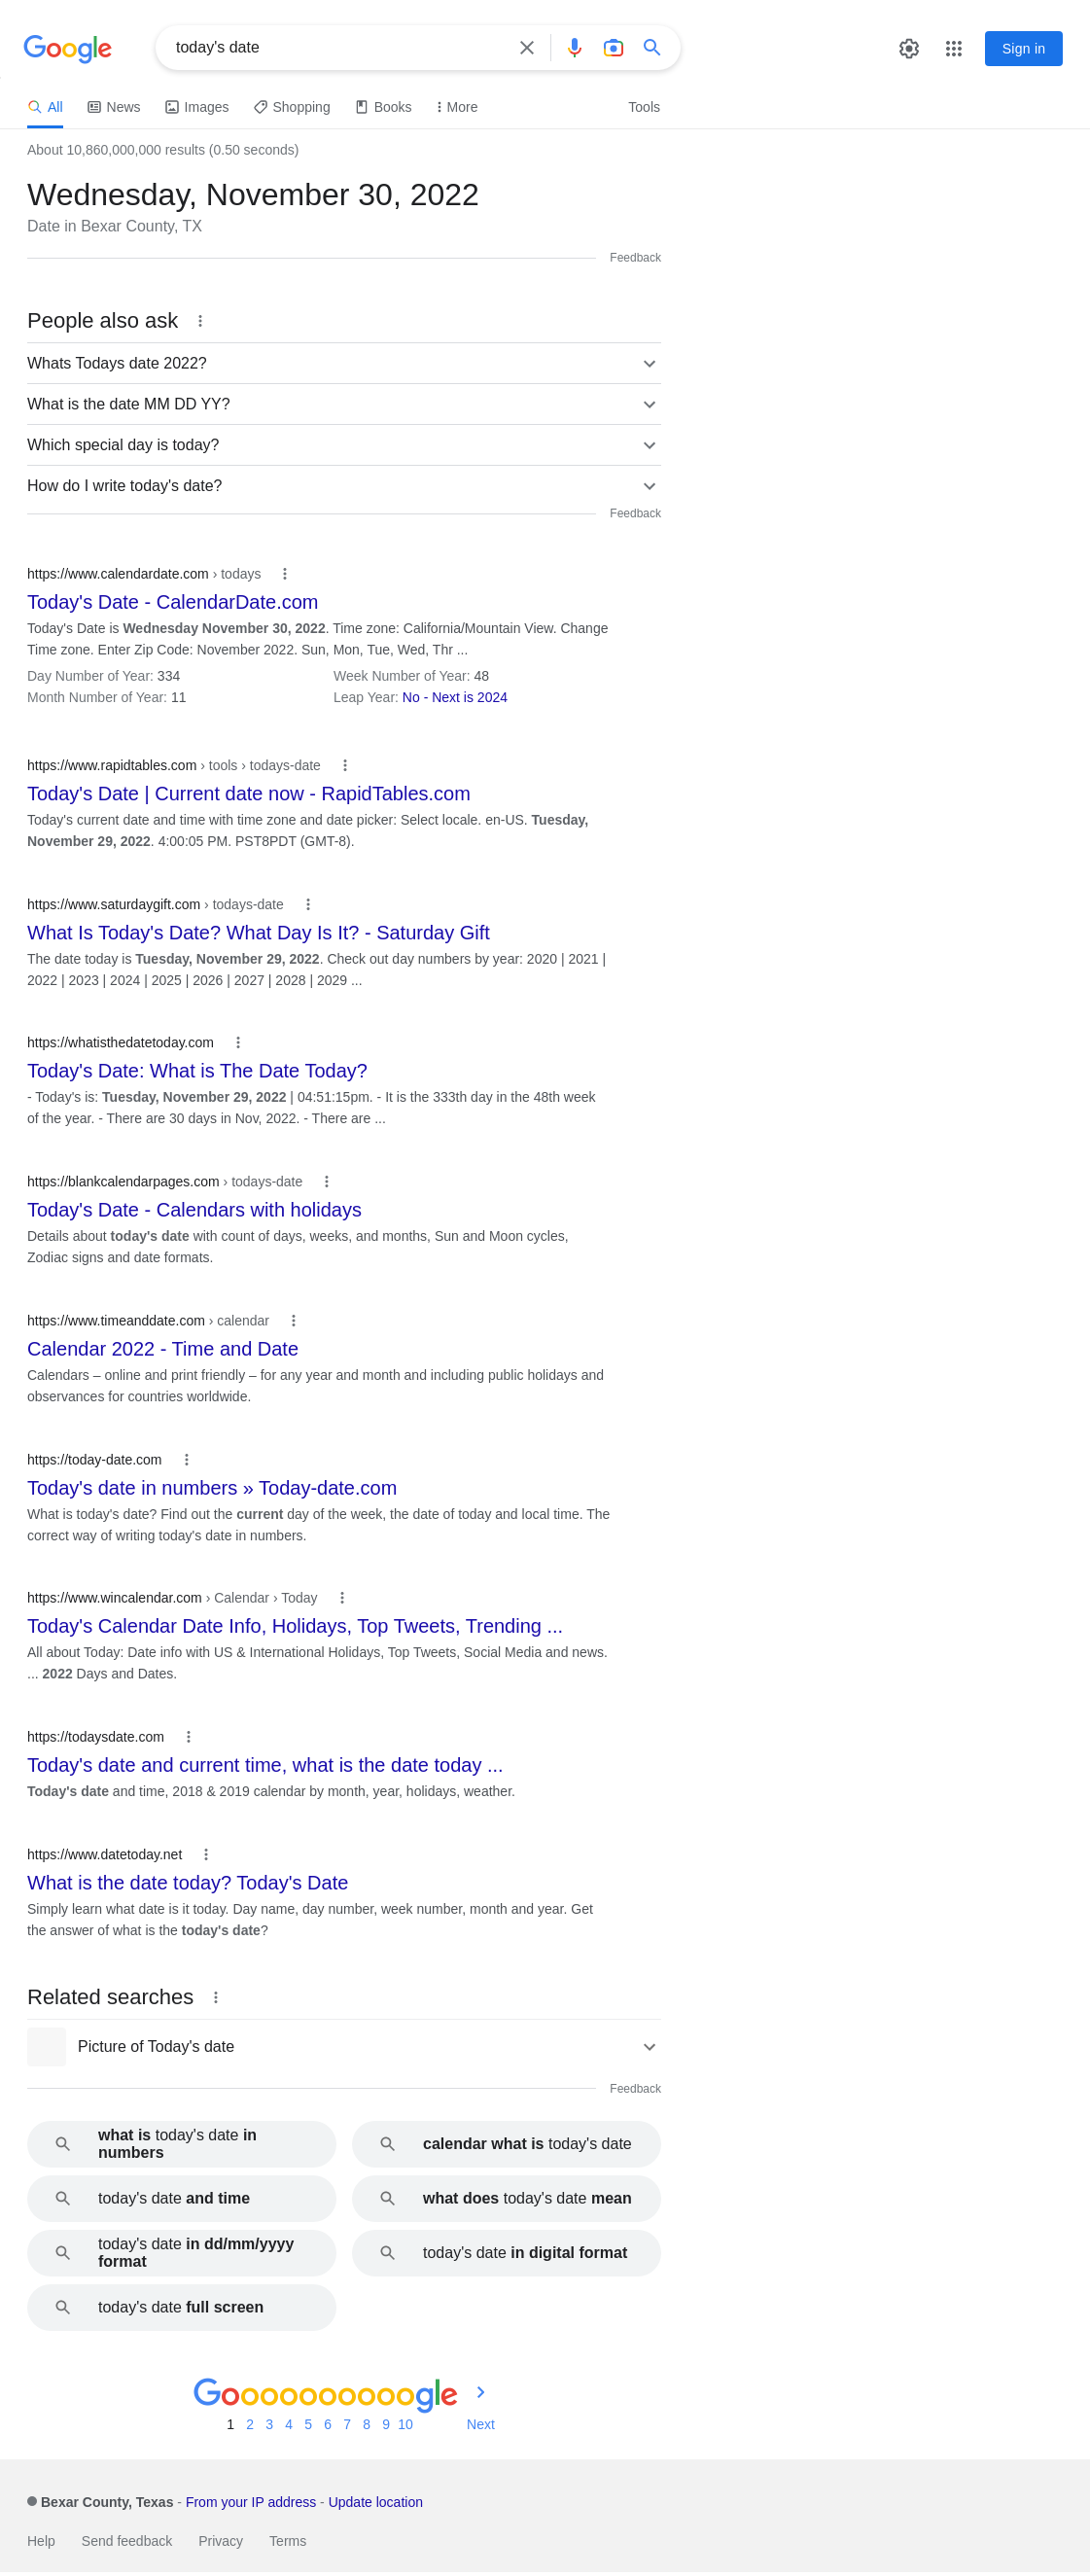 Google
today's date
Sign in
All
News
Images
Shopping
Books
More
Tools
About 10,860,000,000 results (0.50 seconds)
Wednesday, November 30, 2022
Date in Bexar County, TX
Feedback
People also ask
Whats Todays date 2022?
What is the date MM DD YY?
Which special day is today?
How do I write today's date?
Feedback
https://www.calendardate.com › todays
Today's Date - CalendarDate.com
Today's Date is Wednesday November 30, 2022. Time zone: California/Mountain View. Change
Time zone. Enter Zip Code: November 2022. Sun, Mon, Tue, Wed, Thr ...
Day Number of Year: 334
Week Number of Year: 48
Month Number of Year: 11
Leap Year: No - Next is 2024
https://www.rapidtables.com › tools › todays-date
Today's Date | Current date now - RapidTables.com
Today's current date and time with time zone and date picker: Select locale. en-US. Tuesday,
November 29, 2022. 4:00:05 PM. PST8PDT (GMT-8).
https://www.saturdaygift.com › todays-date
What Is Today's Date? What Day Is It? - Saturday Gift
The date today is Tuesday, November 29, 2022. Check out day numbers by year: 2020 | 2021 |
2022 | 2023 | 2024 | 2025 | 2026 | 2027 | 2028 | 2029 ...
https://whatisthedatetoday.com
Today's Date: What is The Date Today?
- Today's is: Tuesday, November 29, 2022 | 04:51:15pm. - It is the 333th day in the 48th week
of the year. - There are 30 days in Nov, 2022. - There are ...
https://blankcalendarpages.com › todays-date
Today's Date - Calendars with holidays
Details about today's date with count of days, weeks, and months, Sun and Moon cycles,
Zodiac signs and date formats.
https://www.timeanddate.com › calendar
Calendar 2022 - Time and Date
Calendars – online and print friendly – for any year and month and including public holidays and
observances for countries worldwide.
https://today-date.com
Today's date in numbers » Today-date.com
What is today's date? Find out the current day of the week, the date of today and local time. The
correct way of writing today's date in numbers.
https://www.wincalendar.com › Calendar › Today
Today's Calendar Date Info, Holidays, Top Tweets, Trending ...
All about Today: Date info with US & International Holidays, Top Tweets, Social Media and news.
... 2022 Days and Dates.
https://todaysdate.com
Today's date and current time, what is the date today ...
Today's date and time, 2018 & 2019 calendar by month, year, holidays, weather.
https://www.datetoday.net
What is the date today? Today's Date
Simply learn what date is it today. Day name, day number, week number, month and year. Get
the answer of what is the today's date?
Related searches
Picture of Today's date
Feedback
what is today's date in
numbers
calendar what is today's date
today's date and time
what does today's date mean
today's date in dd/mm/yyyy
format
today's date in digital format
today's date full screen
Goooooooooogle
1 2 3 4 5 6 7 8 9 10 Next
Bexar County, Texas - From your IP address - Update location
Help
Send feedback
Privacy
Terms